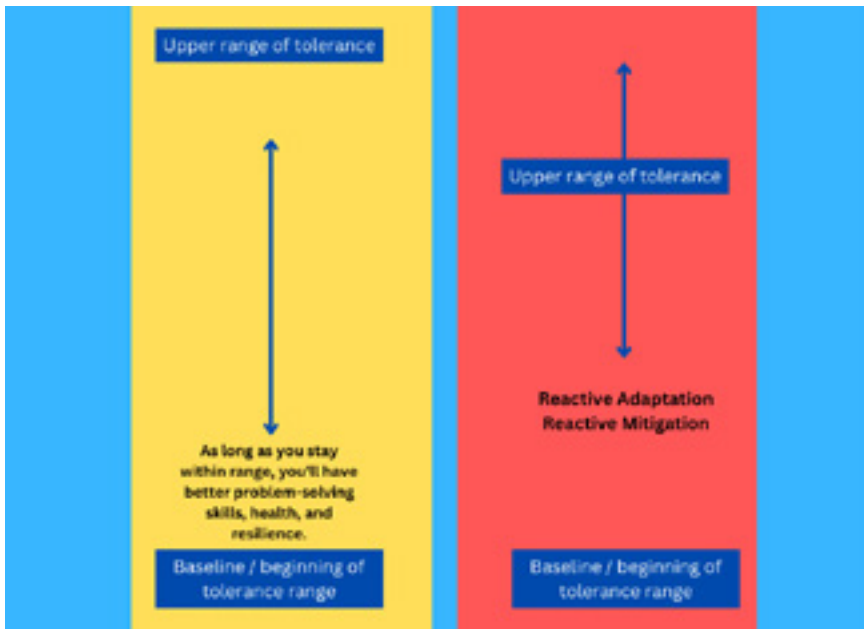 Upper range of tolerance
As long as you stay
within range, you'll have
better problem-solving
skills, health, and
resilience.
Baseline / beginning of
tolerance range
Upper range of tolerance
Reactive Adaptation
Reactive Mitigation
Baseline / beginning of
tolerance range